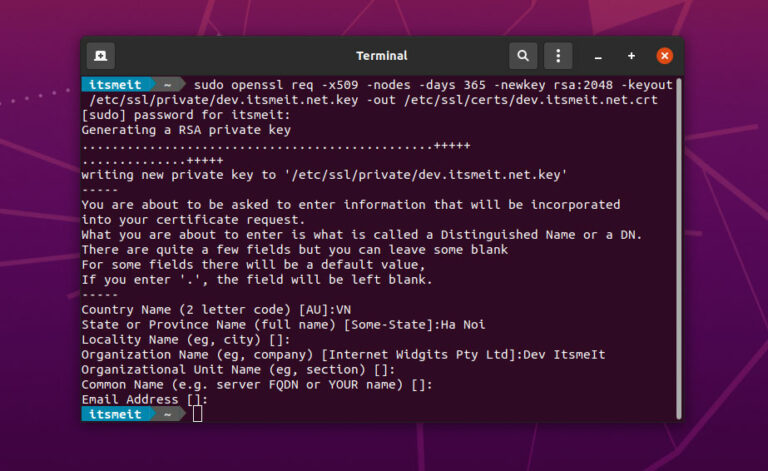 Terminal
itsmeit ~ sudo openssl req -x509 -nodes -days 365 -newkey rsa:2048 -keyout
/etc/ssl/private/dev.itsmeit.net.key -out /etc/ssl/certs/dev.itsmeit.net.crt
[sudo] password for itsmeit:
Generating a RSA private key
...............................................+++++
..............+++++
writing new private key to '/etc/ssl/private/dev.itsmeit.net.key'
-----
You are about to be asked to enter information that will be incorporated
into your certificate request.
What you are about to enter is what is called a Distinguished Name or a DN.
There are quite a few fields but you can leave some blank
For some fields there will be a default value,
If you enter '.', the field will be left blank.
-----
Country Name (2 letter code) [AU]:VN
State or Province Name (full name) [Some-State]:Ha Noi
Locality Name (eg, city) []:
Organization Name (eg, company) [Internet Widgits Pty Ltd]:Dev ItsmeIt
Organizational Unit Name (eg, section) []:
Common Name (e.g. server FQDN or YOUR name) []:
Email Address []:
itsmeit ~